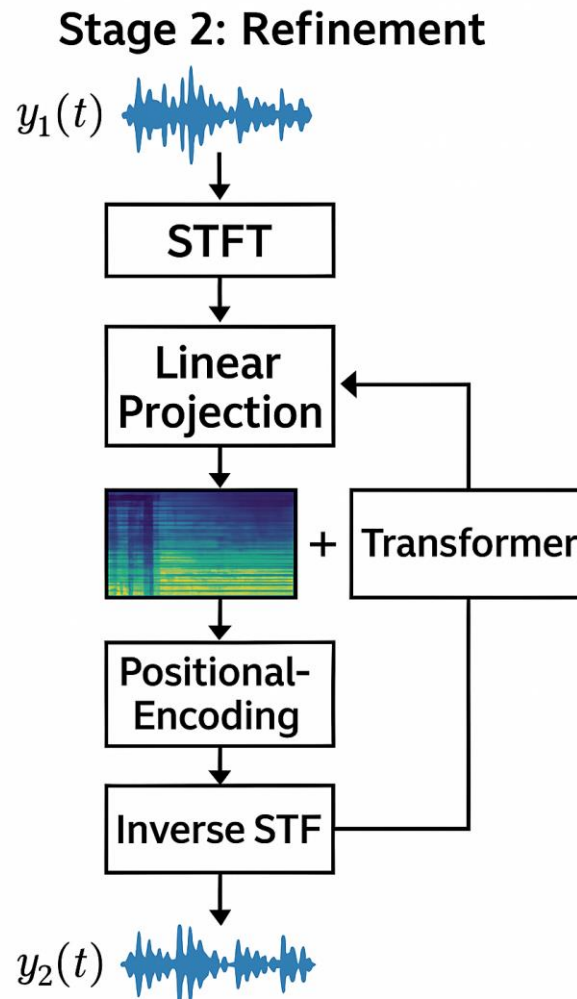 Stage 2: Refinement
y₁(t)
STFT
Linear
Projection
+ Transformer
Positional-
Encoding
Inverse STF
y₂(t)